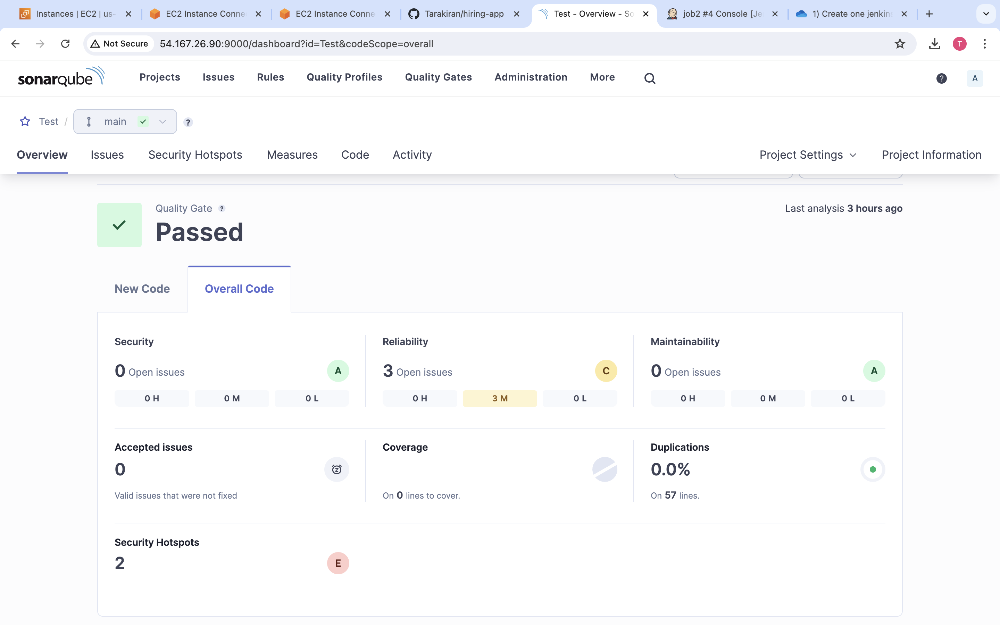 Instances | EC2 | us-
EC2 Instance Conne
EC2 Instance Conne
Tarakiran/hiring-app
Test - Overview - So
job2 #4 Console [Je
1) Create one jenkins
Not Secure
54.167.26.90:9000/dashboard?id=Test&codeScope=overall
T
sonarqube
Projects
Issues
Rules
Quality Profiles
Quality Gates
Administration
More
?
A
Test / main
?
Overview
Issues
Security Hotspots
Measures
Code
Activity
Project Settings
Project Information
Quality Gate ?
Last analysis 3 hours ago
Passed
New Code
Overall Code
Security
Reliability
Maintainability
0 Open issues A
3 Open issues C
0 Open issues A
0 H 0 M 0 L
0 H 3 M 0 L
0 H 0 M 0 L
Accepted issues
Coverage
Duplications
0
0.0%
Valid issues that were not fixed
On 0 lines to cover.
On 57 lines.
Security Hotspots
2 E